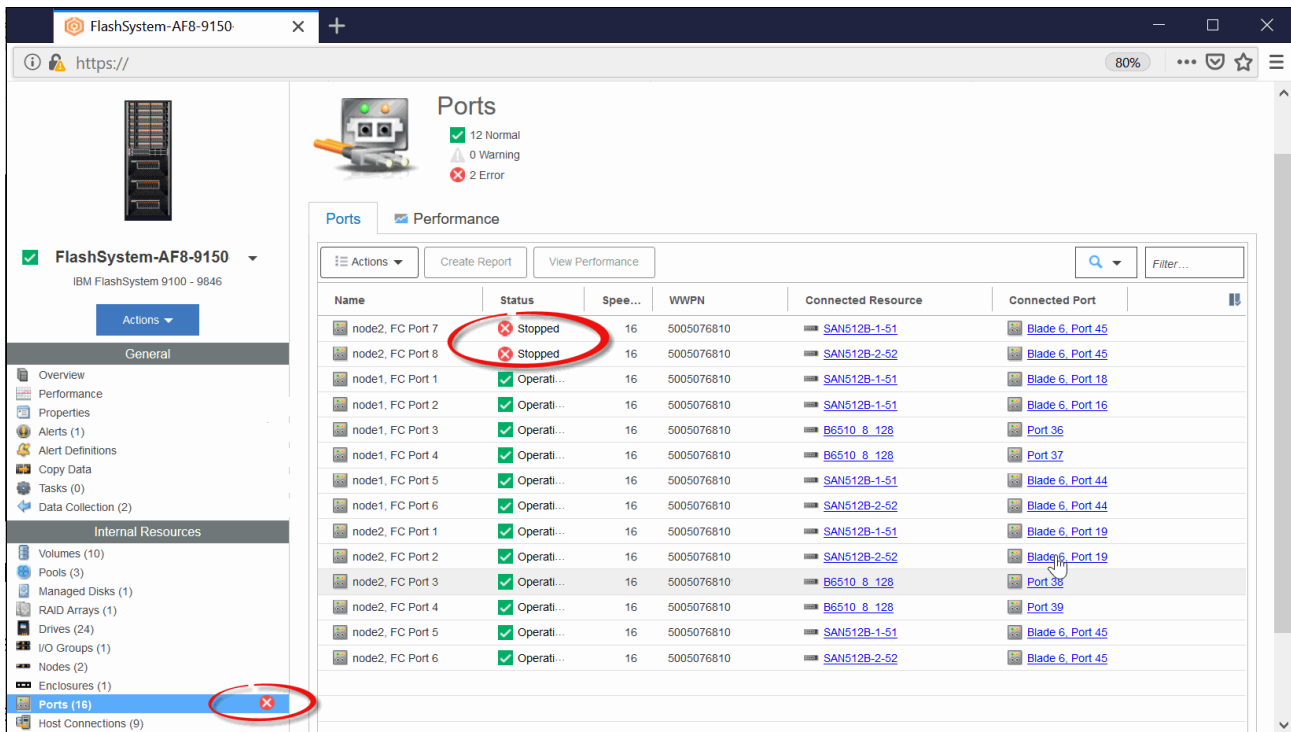 FlashSystem-AF8-9150
https://
80%
FlashSystem-AF8-9150
IBM FlashSystem 9100 - 9846
Actions
General
Overview
Performance
Properties
Alerts (1)
Alert Definitions
Copy Data
Tasks (0)
Data Collection (2)
Internal Resources
Volumes (10)
Pools (3)
Managed Disks (1)
RAID Arrays (1)
Drives (24)
I/O Groups (1)
Nodes (2)
Enclosures (1)
Ports (16)
Host Connections (9)
Ports
12 Normal
0 Warning
2 Error
Ports Performance
Actions Create Report View Performance Filter...
Name Status Spee... WWPN Connected Resource Connected Port
node2, FC Port 7 Stopped 16 5005076810 SAN512B-1-51 Blade 6, Port 45
node2, FC Port 8 Stopped 16 5005076810 SAN512B-2-52 Blade 6, Port 45
node1, FC Port 1 Operati... 16 5005076810 SAN512B-1-51 Blade 6, Port 18
node1, FC Port 2 Operati... 16 5005076810 SAN512B-1-51 Blade 6, Port 16
node1, FC Port 3 Operati... 16 5005076810 B6510_8_128 Port 36
node1, FC Port 4 Operati... 16 5005076810 B6510_8_128 Port 37
node1, FC Port 5 Operati... 16 5005076810 SAN512B-1-51 Blade 6, Port 44
node1, FC Port 6 Operati... 16 5005076810 SAN512B-2-52 Blade 6, Port 44
node2, FC Port 1 Operati... 16 5005076810 SAN512B-1-51 Blade 6, Port 19
node2, FC Port 2 Operati... 16 5005076810 SAN512B-2-52 Blade 6, Port 19
node2, FC Port 3 Operati... 16 5005076810 B6510_8_128 Port 38
node2, FC Port 4 Operati... 16 5005076810 B6510_8_128 Port 39
node2, FC Port 5 Operati... 16 5005076810 SAN512B-1-51 Blade 6, Port 45
node2, FC Port 6 Operati... 16 5005076810 SAN512B-2-52 Blade 6, Port 45